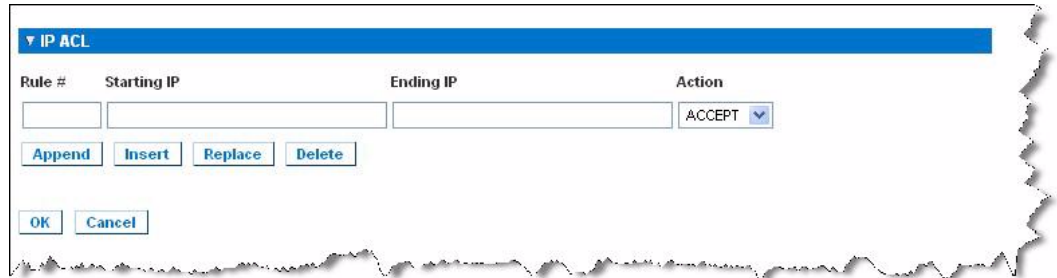 IP ACL
Rule # Starting IP Ending IP Action
ACCEPT
Append Insert Replace Delete
OK Cancel